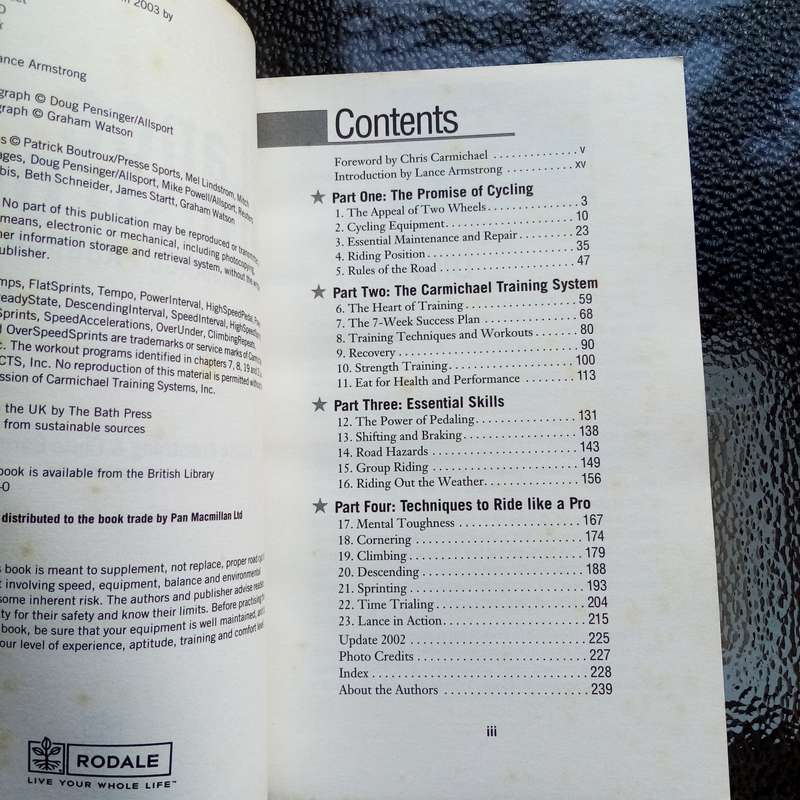 2003 by
Lance Armstrong
graph © Doug Pensinger/Allsport
graph © Graham Watson
s © Patrick Boutroux/Presse Sports, Mel Lindstrom, Mitch
ages, Doug Pensinger/Allsport, Mike Powell/Allsport, Reuters
bis, Beth Schneider, James Startt, Graham Watson
No part of this publication may be reproduced or
means, electronic or mechanical, including photocopying,
her information storage and retrieval system, without the
ublisher.
mps, FlatSprints, Tempo, PowerInterval, HighSpeedPedal,
eadyState, DescendingInterval, SpeedInterval, HighSpeed
Sprints, SpeedAccelerations, OverUnder, ClimbingRepeat,
d OverSpeedSprints are trademarks or service marks of
c. The workout programs identified in chapters 7, 8, 19 and
CTS, Inc. No reproduction of this material is permitted without
ission of Carmichael Training Systems, Inc.
the UK by The Bath Press
from sustainable sources
book is available from the British Library
-0
distributed to the book trade by Pan Macmillan Ltd
s book is meant to supplement, not replace, proper road
t involving speed, equipment, balance and environmental
some inherent risk. The authors and publisher advise
ity for their safety and know their limits. Before practising
book, be sure that your equipment is well maintained,
our level of experience, aptitude, training and comfort
RODALE
LIVE YOUR WHOLE LIFE™
Contents
Foreword by Chris Carmichael . . . . . . . . . . . . . v
Introduction by Lance Armstrong . . . . . . . . . . . xv
★ Part One: The Promise of Cycling
1. The Appeal of Two Wheels . . . . . . . . . . . . . 3
2. Cycling Equipment . . . . . . . . . . . . . . . . . . 10
3. Essential Maintenance and Repair . . . . . . . . 23
4. Riding Position . . . . . . . . . . . . . . . . . . . . . 35
5. Rules of the Road . . . . . . . . . . . . . . . . . . . 47
★ Part Two: The Carmichael Training System
6. The Heart of Training . . . . . . . . . . . . . . . . 59
7. The 7-Week Success Plan . . . . . . . . . . . . . . 68
8. Training Techniques and Workouts . . . . . . . 80
9. Recovery . . . . . . . . . . . . . . . . . . . . . . . . . 90
10. Strength Training . . . . . . . . . . . . . . . . . . 100
11. Eat for Health and Performance . . . . . . . . 113
★ Part Three: Essential Skills
12. The Power of Pedaling . . . . . . . . . . . . . . . 131
13. Shifting and Braking . . . . . . . . . . . . . . . . 138
14. Road Hazards . . . . . . . . . . . . . . . . . . . . . 143
15. Group Riding . . . . . . . . . . . . . . . . . . . . . 149
16. Riding Out the Weather . . . . . . . . . . . . . . 156
★ Part Four: Techniques to Ride like a Pro
17. Mental Toughness . . . . . . . . . . . . . . . . . . 167
18. Cornering . . . . . . . . . . . . . . . . . . . . . . . . 174
19. Climbing . . . . . . . . . . . . . . . . . . . . . . . . . 179
20. Descending . . . . . . . . . . . . . . . . . . . . . . . 188
21. Sprinting . . . . . . . . . . . . . . . . . . . . . . . . . 193
22. Time Trialing . . . . . . . . . . . . . . . . . . . . . . 204
23. Lance in Action . . . . . . . . . . . . . . . . . . . . 215
Update 2002 . . . . . . . . . . . . . . . . . . . . . . . . 225
Photo Credits . . . . . . . . . . . . . . . . . . . . . . . 227
Index . . . . . . . . . . . . . . . . . . . . . . . . . . . . . 228
About the Authors . . . . . . . . . . . . . . . . . . . . 239
iii